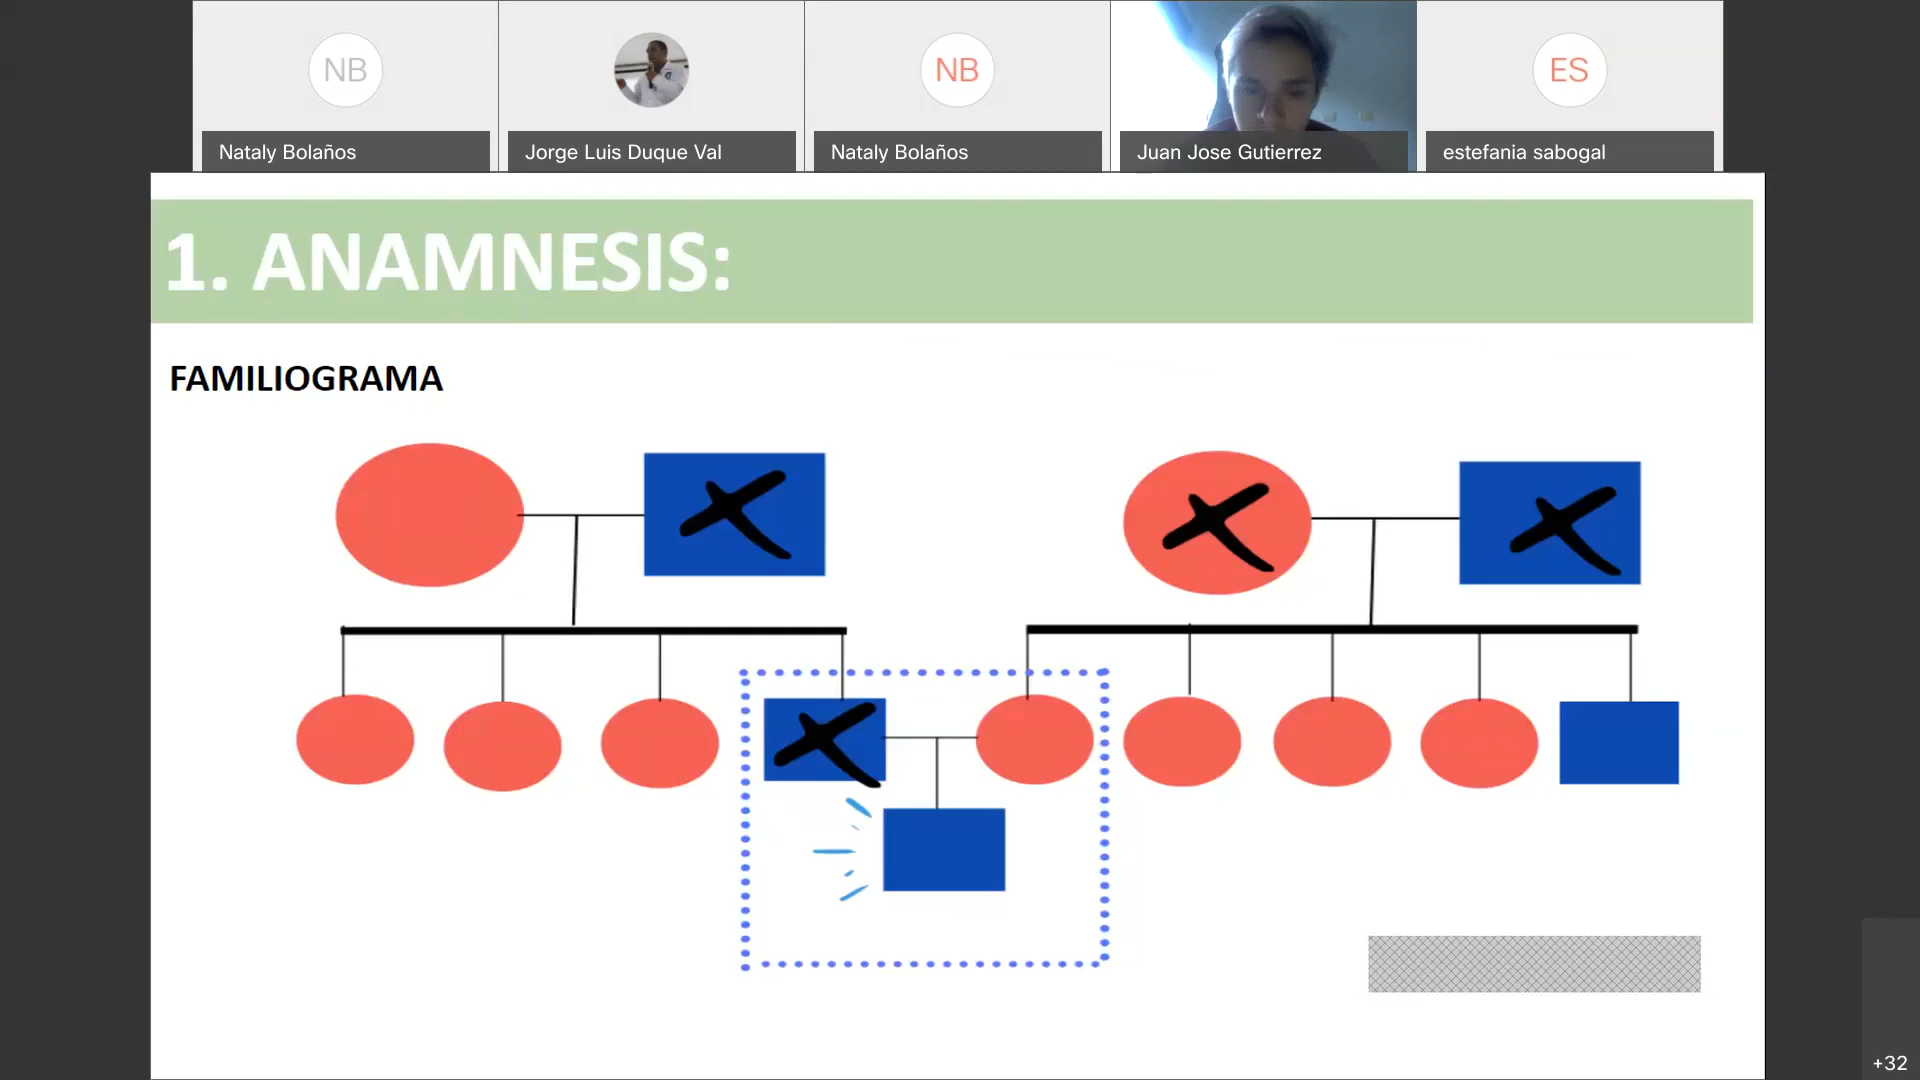 NB
NB
ES
Nataly Bolaños
Jorge Luis Duque Val
Nataly Bolaños
Juan Jose Gutierrez
estefania sabogal
1. ANAMNESIS:
FAMILIOGRAMA
+32